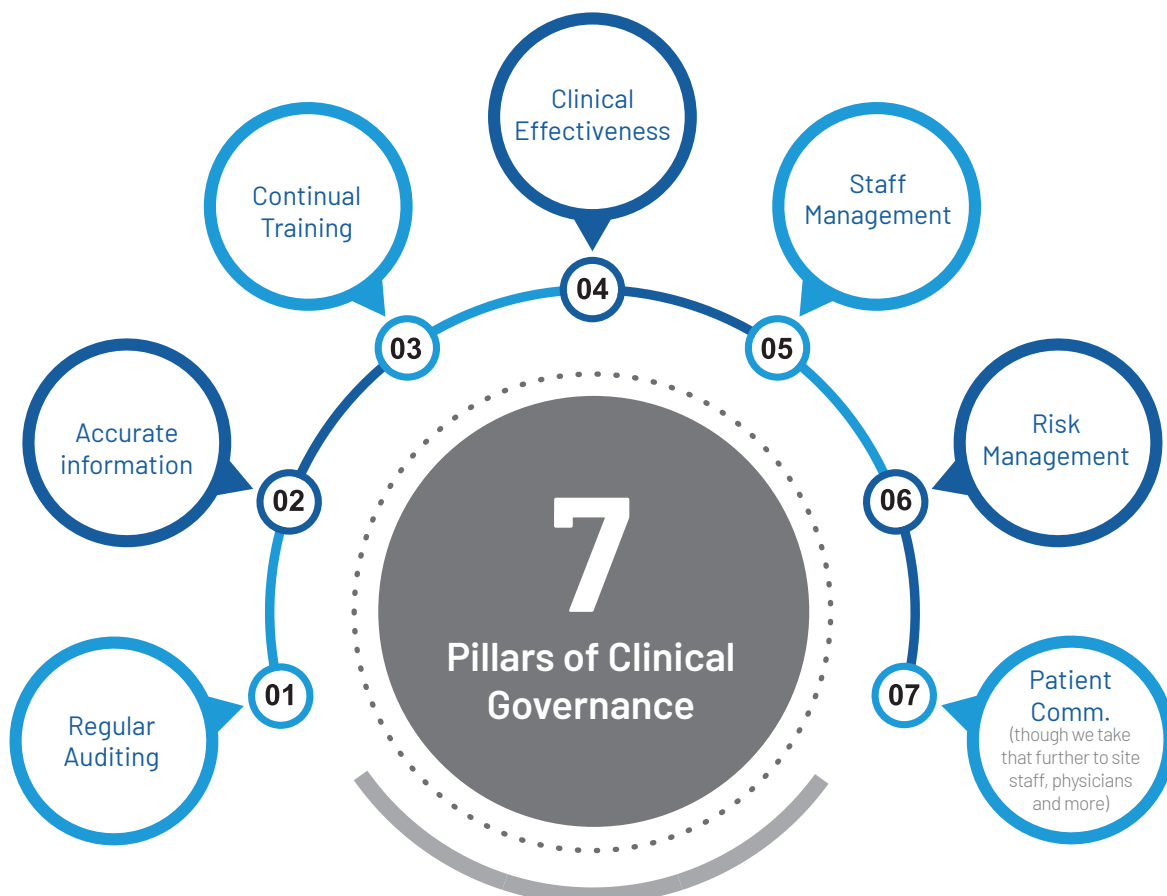 Clinical
Effectiveness
Continual
Training
Staff
Management
04
03
05
Accurate
information
Risk
Management
02
06
7
Pillars of Clinical
Governance
01
07
Regular
Auditing
Patient
Comm.
(though we take
that further to site
staff, physicians
and more)